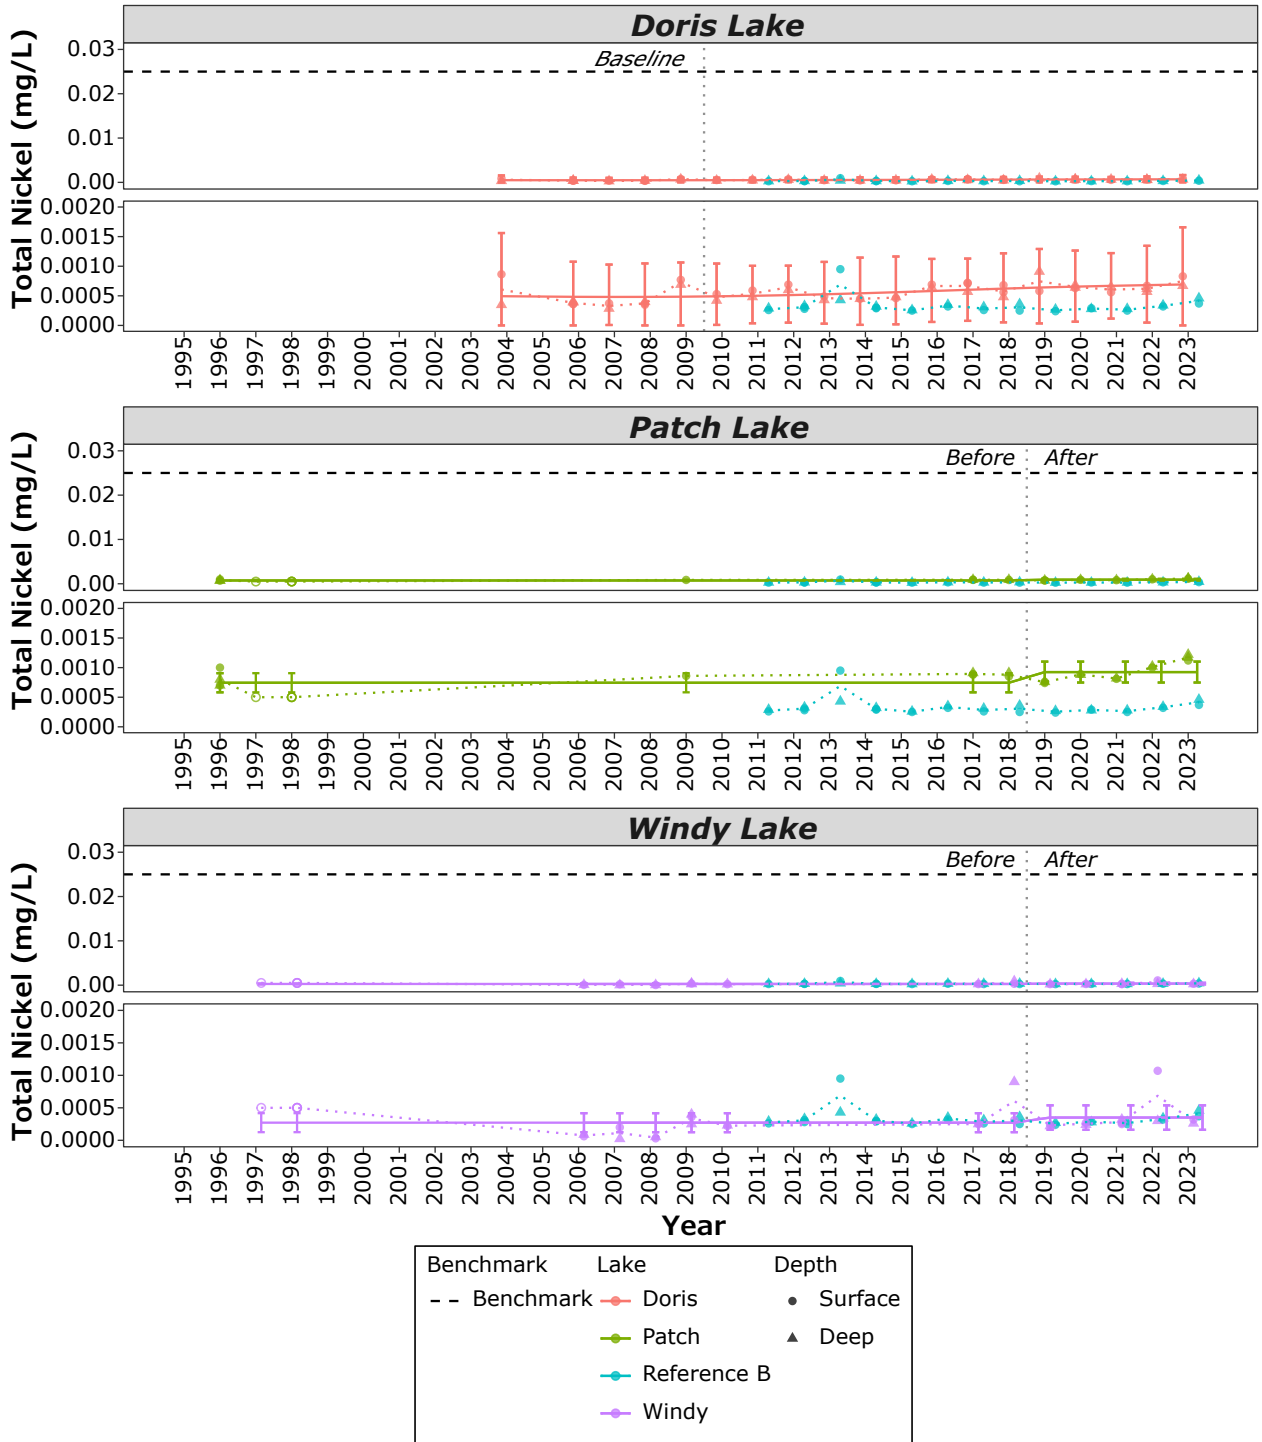 Doris Lake
Total Nickel (mg/L)
0.03
0.02
0.01
0.00
Baseline
Total Nickel (mg/L)
0.0020
0.0015
0.0010
0.0005
0.0000
1995 1996 1997 1998 1999 2000 2001 2002 2003 2004 2005 2006 2007 2008 2009 2010 2011 2012 2013 2014 2015 2016 2017 2018 2019 2020 2021 2022 2023
Patch Lake
Total Nickel (mg/L)
0.03
0.02
0.01
0.00
Before After
0.0020
0.0015
0.0010
0.0005
0.0000
1995 1996 1997 1998 1999 2000 2001 2002 2003 2004 2005 2006 2007 2008 2009 2010 2011 2012 2013 2014 2015 2016 2017 2018 2019 2020 2021 2022 2023
Windy Lake
Total Nickel (mg/L)
0.03
0.02
0.01
0.00
Before After
0.0020
0.0015
0.0010
0.0005
0.0000
1995 1996 1997 1998 1999 2000 2001 2002 2003 2004 2005 2006 2007 2008 2009 2010 2011 2012 2013 2014 2015 2016 2017 2018 2019 2020 2021 2022 2023
Year
Benchmark
Benchmark
Lake
Doris
Patch
Reference B
Windy
Depth
Surface
Deep